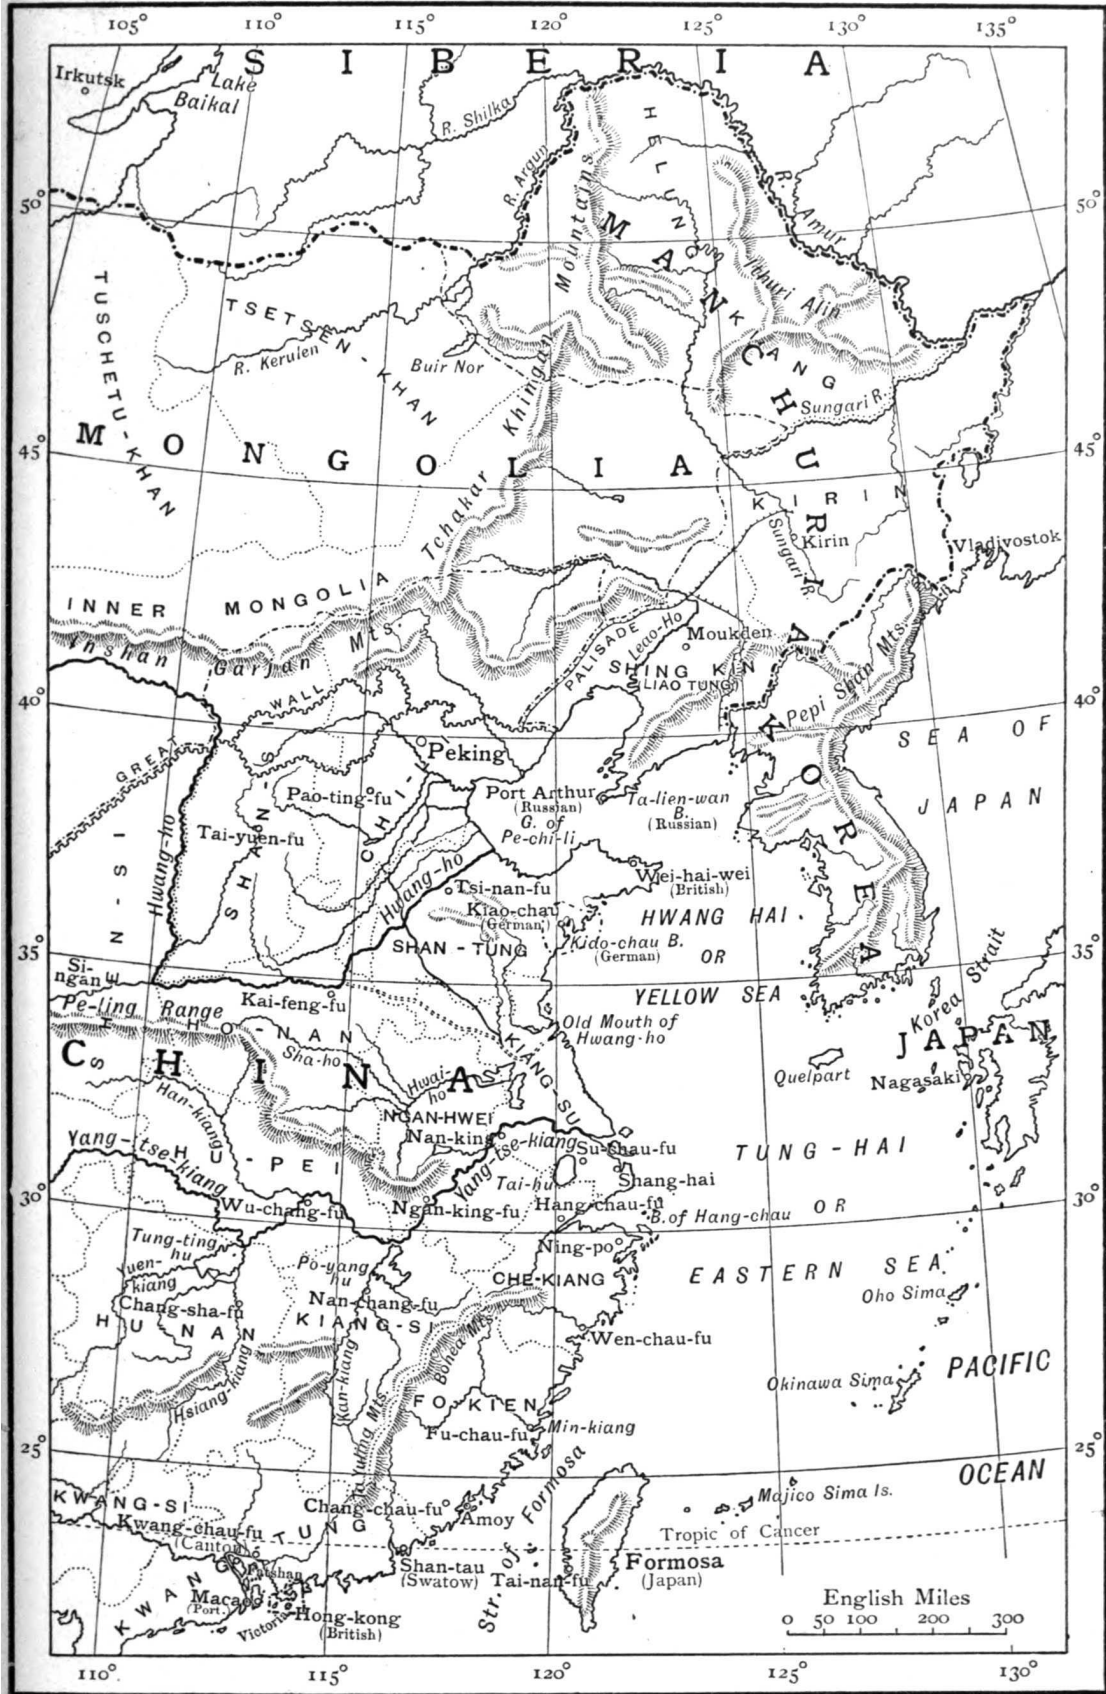 105° 110° 115° 120° 125° 130° 135°
SIBERIA
Irkutsk
Lake
Baikal
R. Shilka
R. Argun
HELUNG KIANG
R. Amur
50°
50°
MANCHURIA
Khingan Mountains
Ilhuri Alin
TUSCHETU-KHAN
TSETSEN-KHAN
R. Kerulen
Buir Nor
Sungari R.
45°
45°
MONGOLIA
Tchakar
KIRIN
Kirin
Sungari R.
Vladivostok
INNER MONGOLIA
Inshan
Garjan Mts.
PALISADE
Leao-Ho
Moukden
SHING KIN
(LIAO TUNG)
Pepi Shan Mts.
40°
40°
GREAT WALL
Peking
SEA OF
JAPAN
KOREA
CHI-LI
Pao-ting-fu
Port Arthur
(Russian)
G. of
Pe-chi-li
Ta-lien-wan
B.
(Russian)
Tai-yuen-fu
SHAN-SI
Hwang-ho
Hwang-ho
Tsi-nan-fu
Wei-hai-wei
(British)
Kiao-chau
(German)
Kido-chau B.
(German)
HWANG HAI
OR
YELLOW SEA
SHAN-TUNG
35°
35°
Si-
ngan
SHEN-SI
Pe-ling Range
Kai-feng-fu
HO-NAN
Sha-ho
Old Mouth of
Hwang-ho
Korea Strait
JAPAN
Quelpart
Nagasaki
CHINA
Hwai-
ho
KIANG-SU
Han-kiang
NGAN-HWEI
Nan-king
Yang-tse-kiang
Yang-tse-kiang
Su-chau-fu
HU-PEI
TUNG-HAI
Tai-hu
Shang-hai
Wu-chang-fu
Ngan-king-fu
Hang-chau-fu
B. of Hang-chau
OR
30°
30°
Tung-ting
hu
Yuen-
kiang
Po-yang
hu
Ning-po
CHE-KIANG
EASTERN SEA
Oho Sima
Chang-sha-fu
Nan-chang-fu
HU NAN
KIANG-SI
Bohea Mts.
Wen-chau-fu
PACIFIC
Okinawa Sima
Hsiang-kiang
Kan-kiang
FO-KIEN
Fu-chau-fu
Min-kiang
25°
25°
OCEAN
Majico Sima Is.
KWANG-SI
Chang-chau-fu
Amoy
Str. of Formosa
Tropic of Cancer
Kwang-chau-fu
(Canton)
KWANG-TUNG
Fatshan
Shan-tau
(Swatow)
Tai-nan-fu
Formosa
(Japan)
Macao
(Port.)
Victoria
Hong-kong
(British)
English Miles
0 50 100 200 300
110° 115° 120° 125° 130°